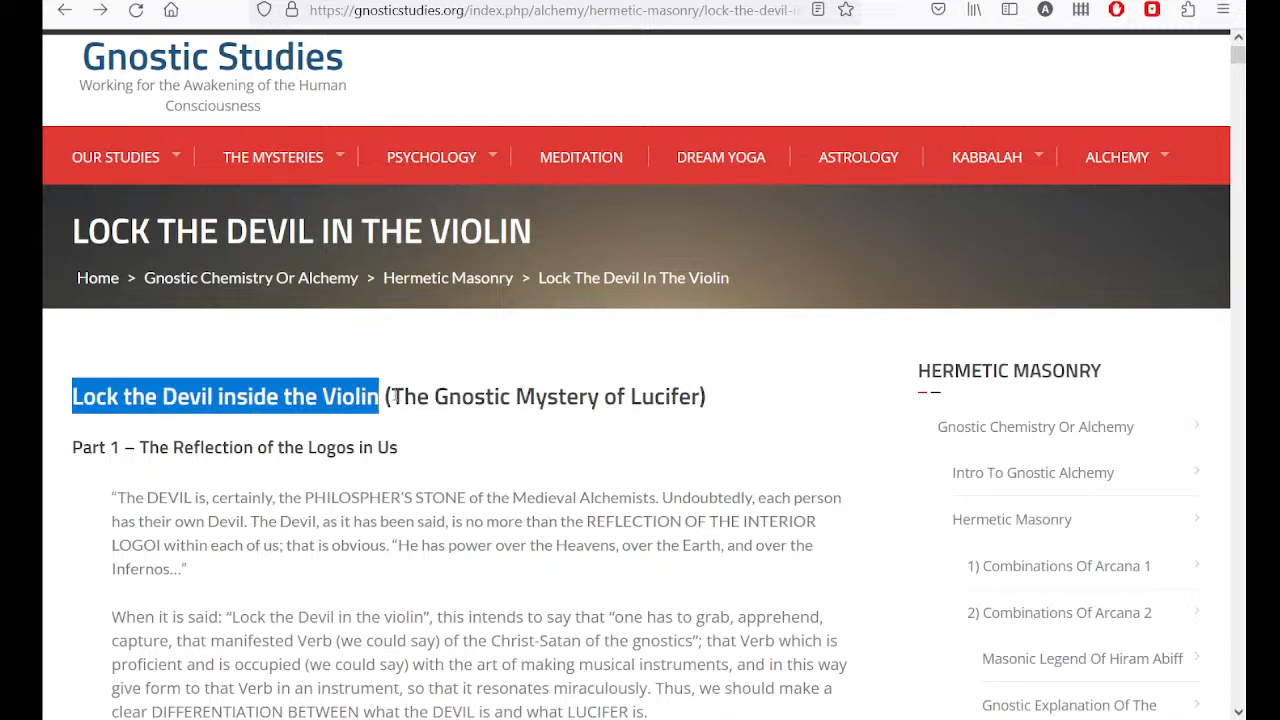 https://gnosticstudies.org/index.php/alchemy/hermetic-masonry/lock-the-devil-i
Gnostic Studies
Working for the Awakening of the Human
Consciousness
OUR STUDIES THE MYSTERIES PSYCHOLOGY MEDITATION DREAM YOGA ASTROLOGY KABBALAH ALCHEMY
LOCK THE DEVIL IN THE VIOLIN
Home > Gnostic Chemistry Or Alchemy > Hermetic Masonry > Lock The Devil In The Violin
Lock the Devil inside the Violin (The Gnostic Mystery of Lucifer)
Part 1 – The Reflection of the Logos in Us
“The DEVIL is, certainly, the PHILOSPHER’S STONE of the Medieval Alchemists. Undoubtedly, each person
has their own Devil. The Devil, as it has been said, is no more than the REFLECTION OF THE INTERIOR
LOGOI within each of us; that is obvious. “He has power over the Heavens, over the Earth, and over the
Infernos…”
When it is said: “Lock the Devil in the violin”, this intends to say that “one has to grab, apprehend,
capture, that manifested Verb (we could say) of the Christ-Satan of the gnostics”; that Verb which is
proficient and is occupied (we could say) with the art of making musical instruments, and in this way
give form to that Verb in an instrument, so that it resonates miraculously. Thus, we should make a
clear DIFFERENTIATION BETWEEN what the DEVIL is and what LUCIFER is.
HERMETIC MASONRY
Gnostic Chemistry Or Alchemy
Intro To Gnostic Alchemy
Hermetic Masonry
1) Combinations Of Arcana 1
2) Combinations Of Arcana 2
Masonic Legend Of Hiram Abiff
Gnostic Explanation Of The